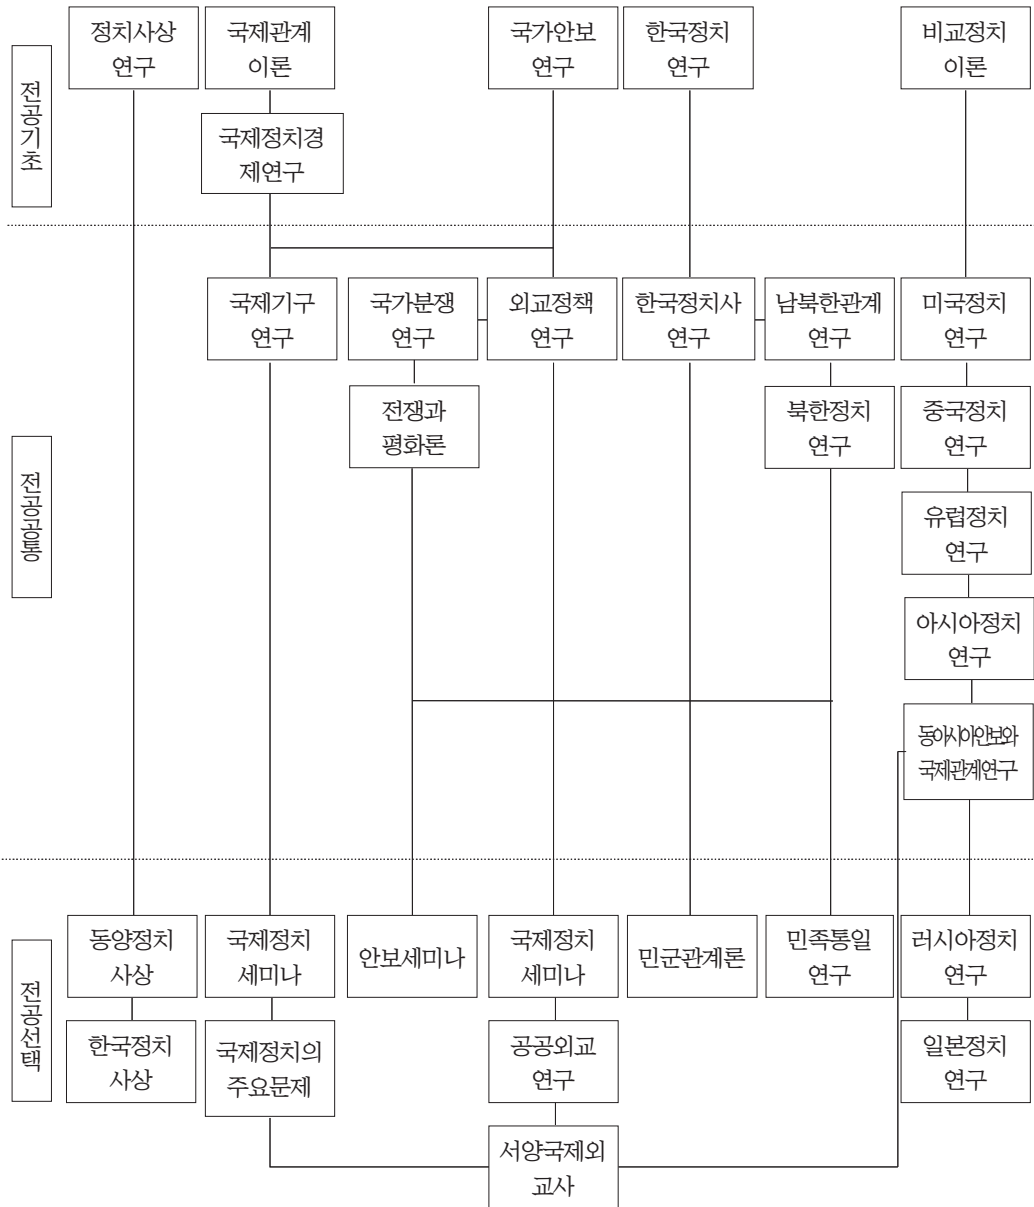 전공기초
정치사상
연구
국제관계
이론
국가안보
연구
한국정치
연구
비교정치
이론
국제정치경
제연구
전공공통
국제기구
연구
국가분쟁
연구
외교정책
연구
한국정치사
연구
남북한관계
연구
미국정치
연구
전쟁과
평화론
북한정치
연구
중국정치
연구
유럽정치
연구
아시아정치
연구
동아시아안보와
국제관계연구
전공선택
동양정치
사상
국제정치
세미나
안보세미나
국제정치
세미나
민군관계론
민족통일
연구
러시아정치
연구
한국정치
사상
국제정치의
주요문제
공공외교
연구
일본정치
연구
서양국제외
교사